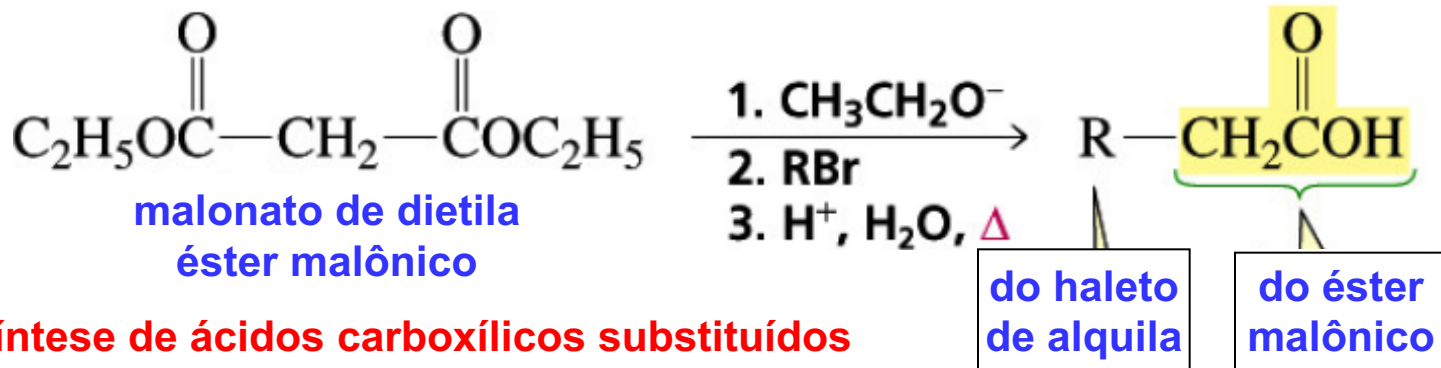 O O O
C₂H₅OC—CH₂—COC₂H₅ R—CH₂COH
1. CH₃CH₂O⁻
2. RBr
3. H⁺, H₂O, Δ
malonato de dietila
éster malônico
do haleto
de alquila
do éster
malônico
íntese de ácidos carboxílicos substituídos